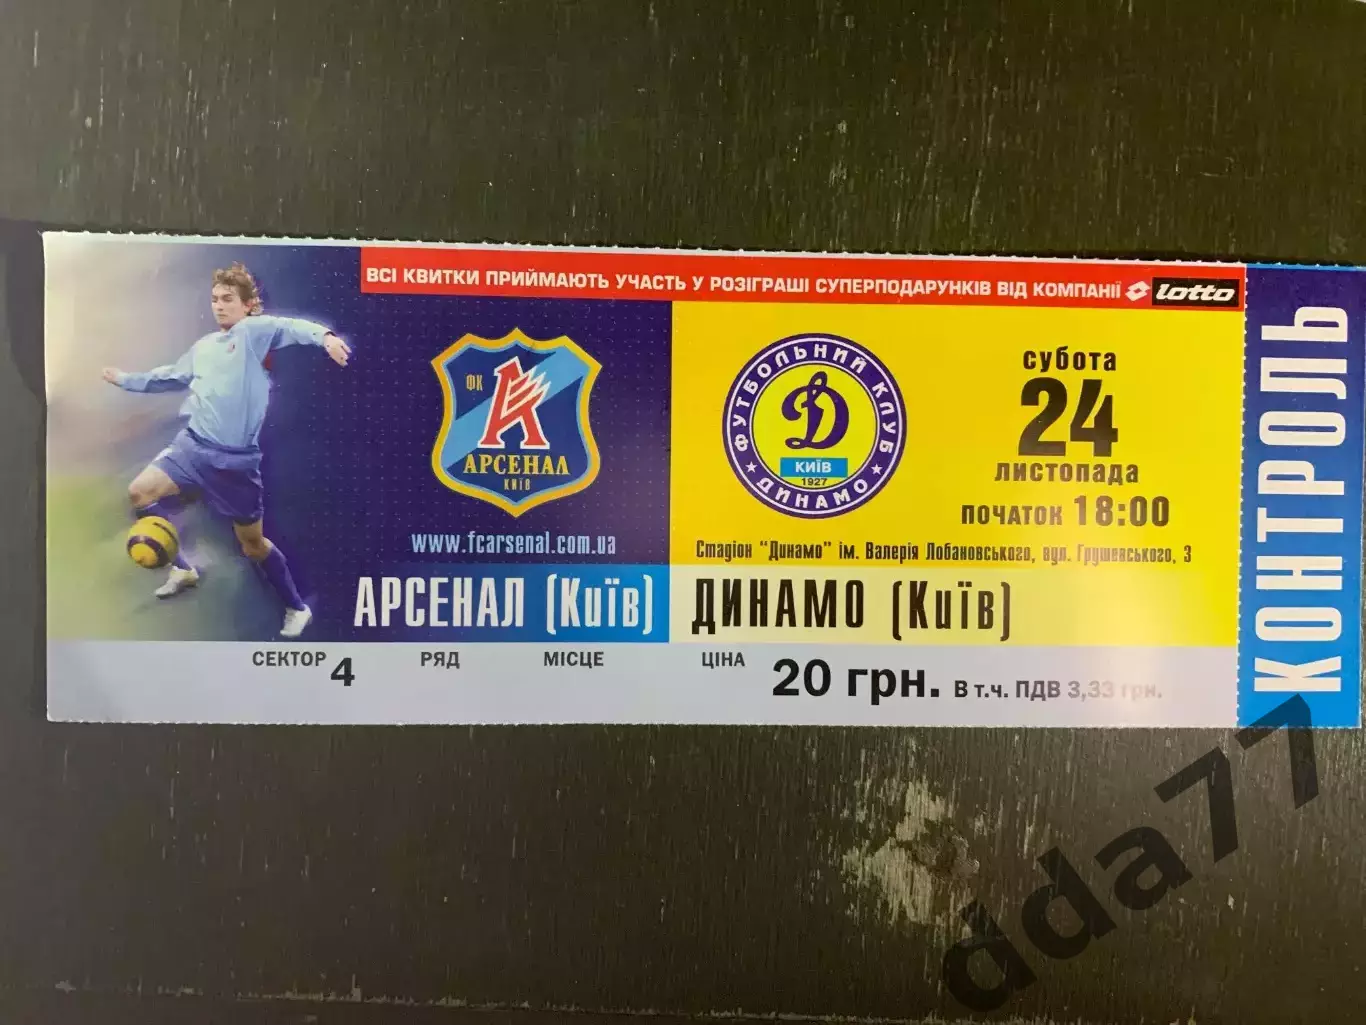 ВСІ КВИТКИ ПРИЙМАЮТЬ УЧАСТЬ У РОЗІГРАШІ СУПЕРПОДАРУНКІВ ВІД КОМПАНІЇ lotto
ФК
АРСЕНАЛ
КИЇВ
www.fcarsenal.com.ua
АРСЕНАЛ (Київ)
ФУТБОЛЬНИЙ КЛУБ
Д
КИЇВ
1927
ДИНАМО
субота
24
листопада
початок 18:00
Стадіон "Динамо" ім. Валерія Лобановського, вул. Грушевського, 3
ДИНАМО (Київ)
СЕКТОР 4 РЯД МІСЦЕ ЦІНА 20 грн. В т.ч. ПДВ 3,33 грн.
КОНТРОЛЬ
dda77